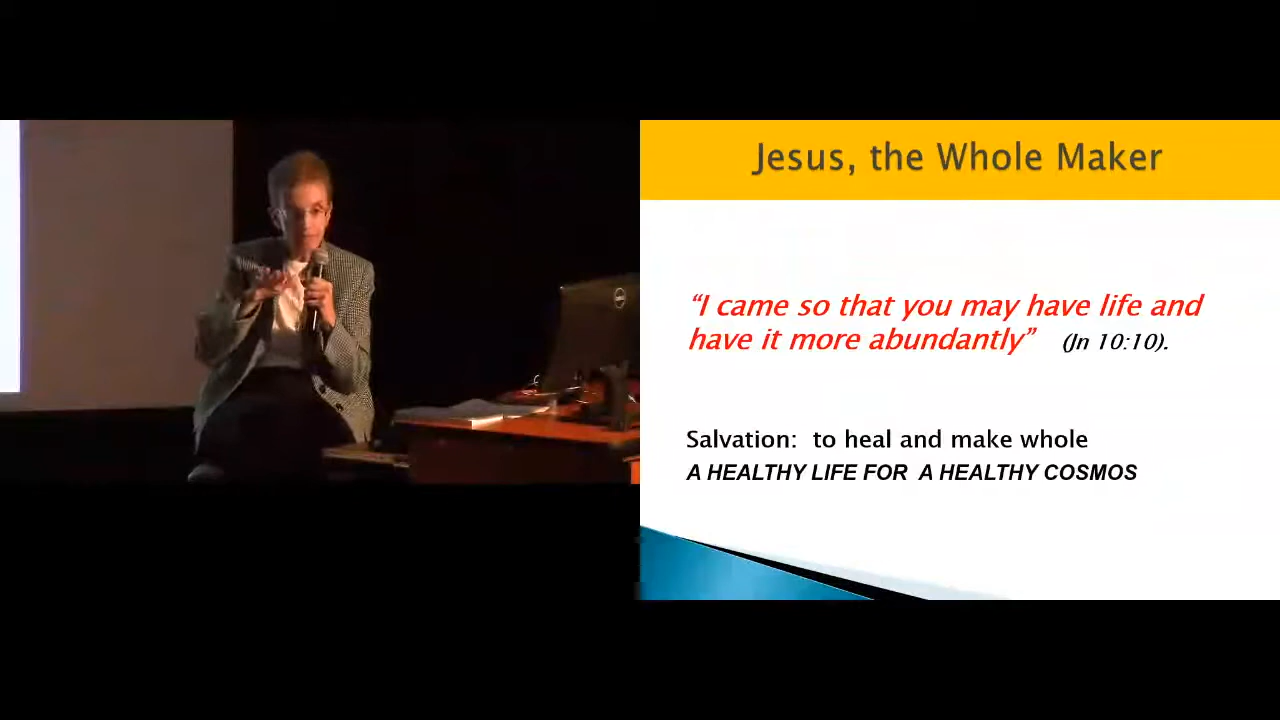 Jesus, the Whole Maker
“I came so that you may have life and
have it more abundantly” (Jn 10:10).
Salvation: to heal and make whole
A HEALTHY LIFE FOR A HEALTHY COSMOS